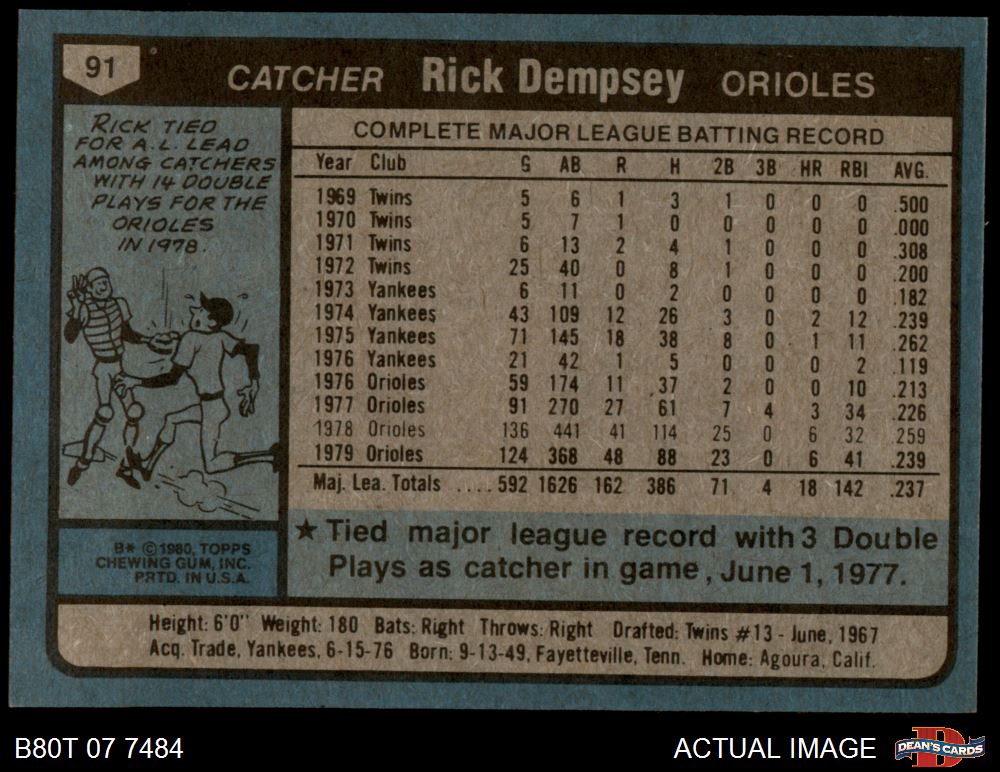 91
CATCHER Rick Dempsey ORIOLES
RICK TIED
FOR A.L. LEAD
AMONG CATCHERS
WITH 14 DOUBLE
PLAYS FOR THE
ORIOLES
IN 1978.
B* ©1980, TOPPS
CHEWING GUM, INC.
PRTD. IN U.S.A.
COMPLETE MAJOR LEAGUE BATTING RECORD
Year Club G AB R H 2B 3B HR RBI AVG.
1969 Twins 5 6 1 3 1 0 0 0 .500
1970 Twins 5 7 1 0 0 0 0 0 .000
1971 Twins 6 13 2 4 1 0 0 0 .308
1972 Twins 25 40 0 8 1 0 0 0 .200
1973 Yankees 6 11 0 2 0 0 0 0 .182
1974 Yankees 43 109 12 26 3 0 2 12 .239
1975 Yankees 71 145 18 38 8 0 1 11 .262
1976 Yankees 21 42 1 5 0 0 0 2 .119
1976 Orioles 59 174 11 37 2 0 0 10 .213
1977 Orioles 91 270 27 61 7 4 3 34 .226
1978 Orioles 136 441 41 114 25 0 6 32 .259
1979 Orioles 124 368 48 88 23 0 6 41 .239
Maj. Lea. Totals ....592 1626 162 386 71 4 18 142 .237
★ Tied major league record with 3 Double
Plays as catcher in game, June 1, 1977.
Height: 6'0" Weight: 180 Bats: Right Throws: Right Drafted: Twins #13 - June, 1967
Acq. Trade, Yankees, 6-15-76 Born: 9-13-49, Fayetteville, Tenn. Home: Agoura, Calif.
B80T 07 7484
ACTUAL IMAGE
D
DEAN'S CARDS